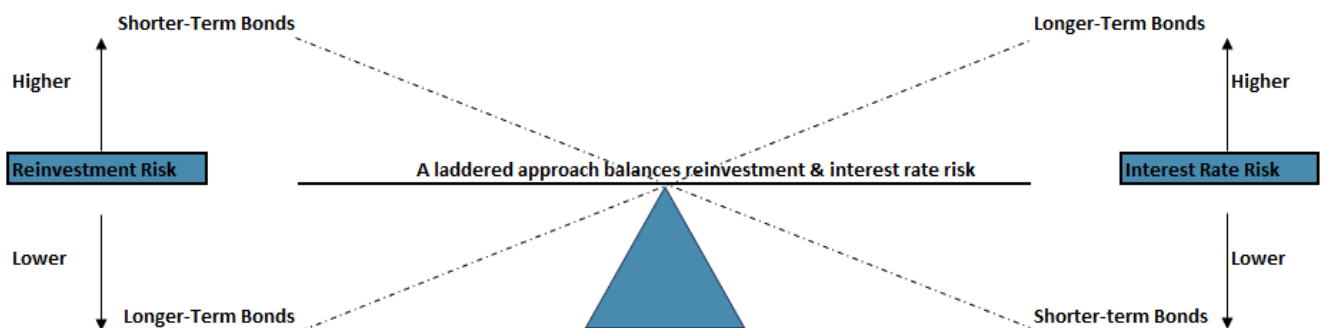 Shorter-Term Bonds
Longer-Term Bonds
Higher
Higher
Reinvestment Risk
A laddered approach balances reinvestment & interest rate risk
Interest Rate Risk
Lower
Lower
Longer-Term Bonds
Shorter-term Bonds